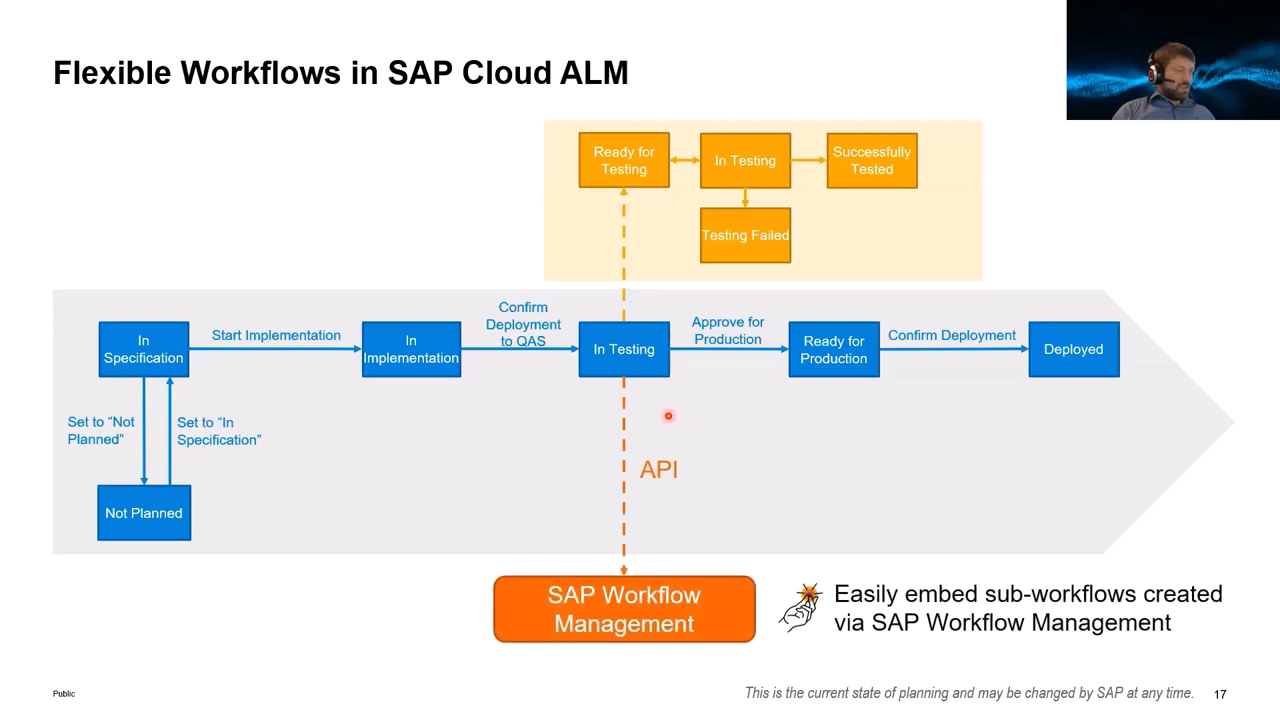 Flexible Workflows in SAP Cloud ALM
Ready for
Testing
In Testing
Successfully
Tested
Testing Failed
In
Specification
Start Implementation
In
Implementation
Confirm
Deployment
to QAS
In Testing
Approve for
Production
Ready for
Production
Confirm Deployment
Deployed
Set to “Not
Planned”
Set to “In
Specification”
Not Planned
API
SAP Workflow
Management
Easily embed sub-workflows created
via SAP Workflow Management
Public
This is the current state of planning and may be changed by SAP at any time.
17